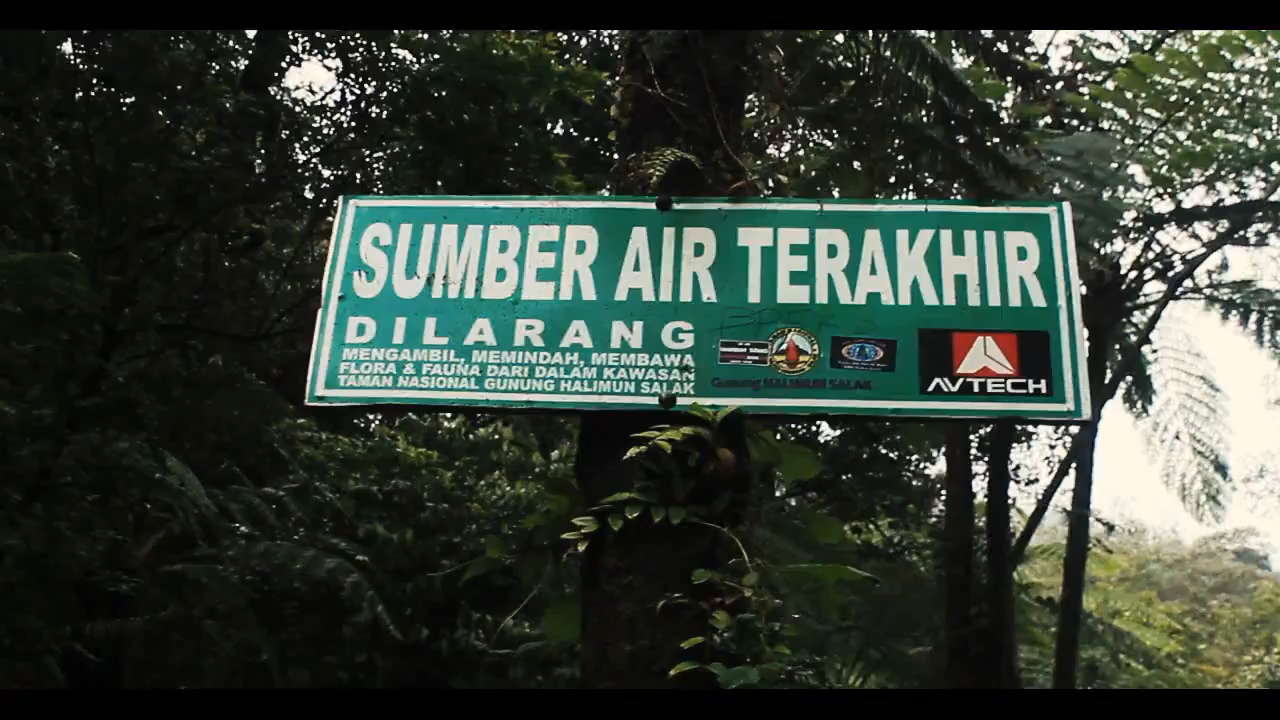 SUMBER AIR TERAKHIR
DILARANG
MENGAMBIL, MEMINDAH, MEMBAWA
FLORA & FAUNA DARI DALAM KAWASAN
TAMAN NASIONAL GUNUNG HALIMUN SALAK
Gunung HALIMUN SALAK
AVTECH